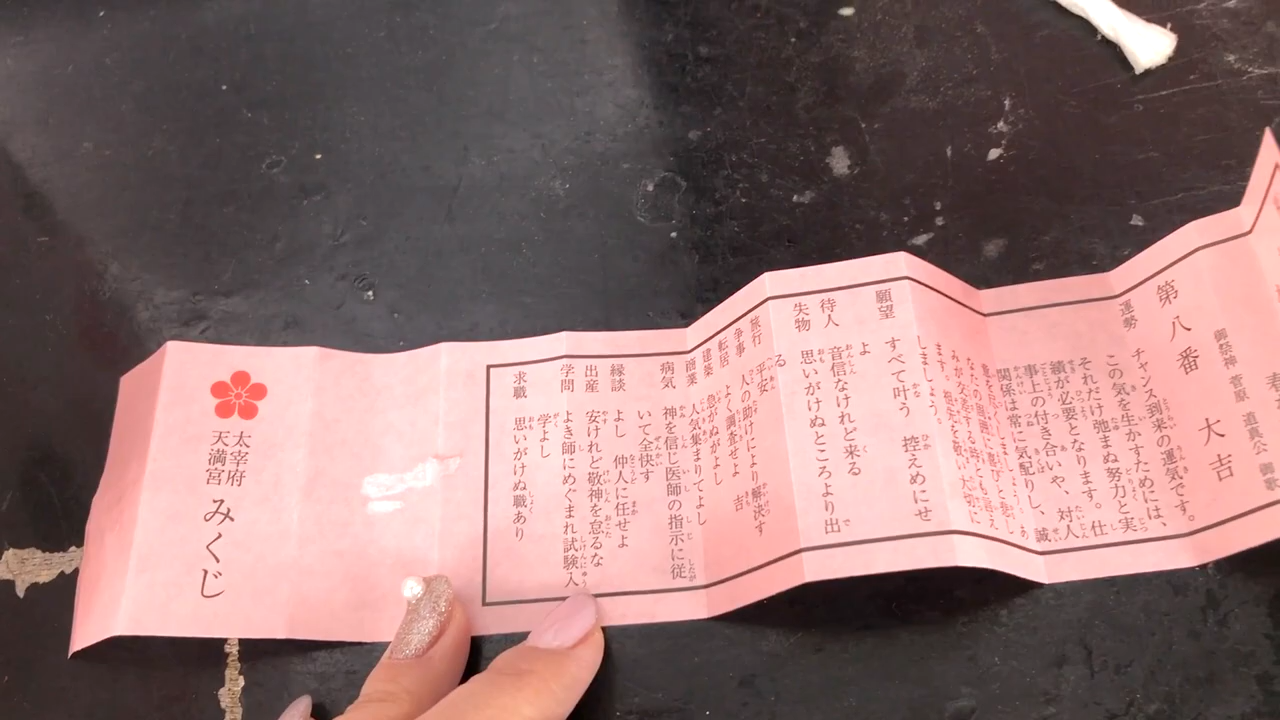 御祭神 菅原 道真公 御歌
第八番 大吉
運勢 チャンス到来の運気です。
この気を生かすためには、
それだけ弛まぬ努力と実
績が必要となります。仕
事上の付き合いや、対人
関係は常に気配りし、誠
しましょう。
願望 すべて叶う 控えめにせ
よ
待人 音信なけれど来る
失物 思いがけぬところより出
る
旅行 平安
争事 人の助けにより解決す
転居 よく調査せよ 吉
建築 急がぬがよし
商業 人気集まりてよし
病気 神を信じ医師の指示に従
いて全快す
縁談 よし 仲人に任せよ
出産 安けれど敬神を怠るな
学問 よき師にめぐまれ試験入
学よし
求職 思いがけぬ職あり
太宰府
天満宮 みくじ